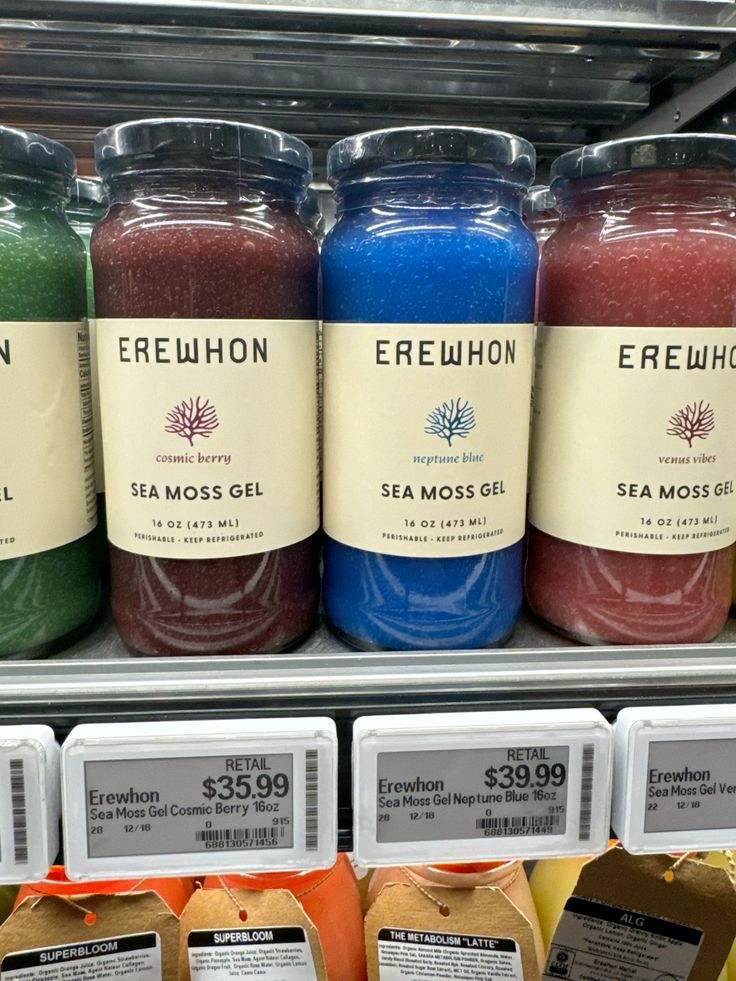 N
EL
EREWHON
cosmic berry
SEA MOSS GEL
16 OZ (473 ML)
PERISHABLE - KEEP REFRIGERATED
EREWHON
neptune blue
SEA MOSS GEL
16 OZ (473 ML)
PERISHABLE - KEEP REFRIGERATED
EREWHO
venus vibes
SEA MOSS GEL
16 OZ (473 ML)
PERISHABLE - KEEP REFRIGERATED
RETAIL
Erewhon $35.99
Sea Moss Gel Cosmic Berry 16oz
28 12/18 0 915
688130571456
RETAIL
Erewhon $39.99
Sea Moss Gel Neptune Blue 16oz
28 12/18 0 915
688130571449
Erewhon
Sea Moss Gel Ven
22 12/18
SUPERBLOOM
SUPERBLOOM
THE METABOLISM "LATTE"
ALG